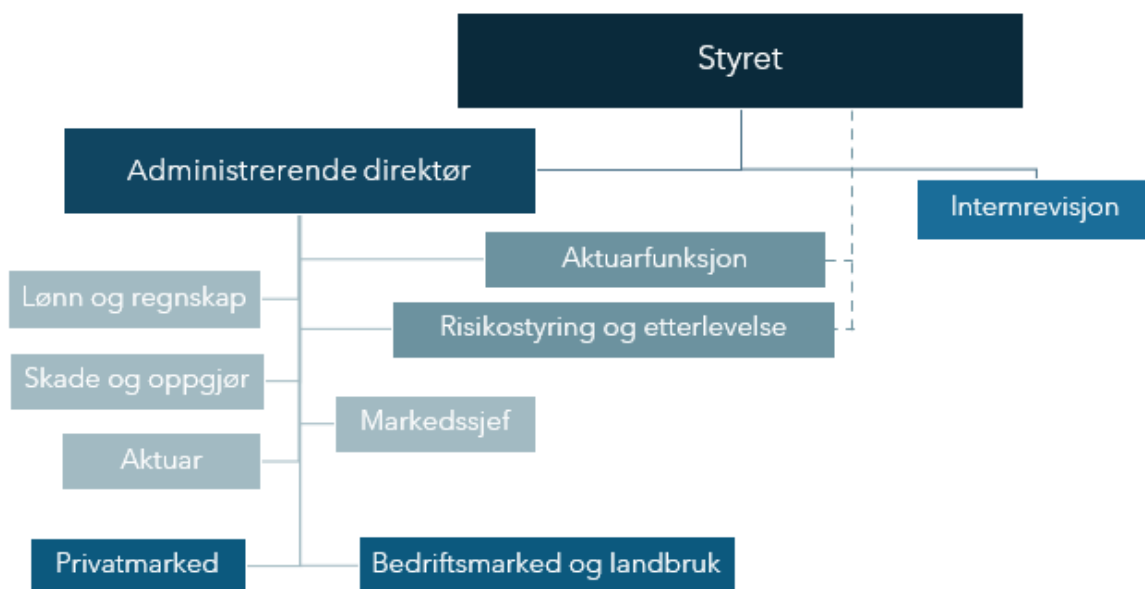 Styret
Administrerende direktør
Internrevisjon
Aktuarfunksjon
Lønn og regnskap
Risikostyring og etterlevelse
Skade og oppgjør
Markedssjef
Aktuar
Privatmarked
Bedriftsmarked og landbruk